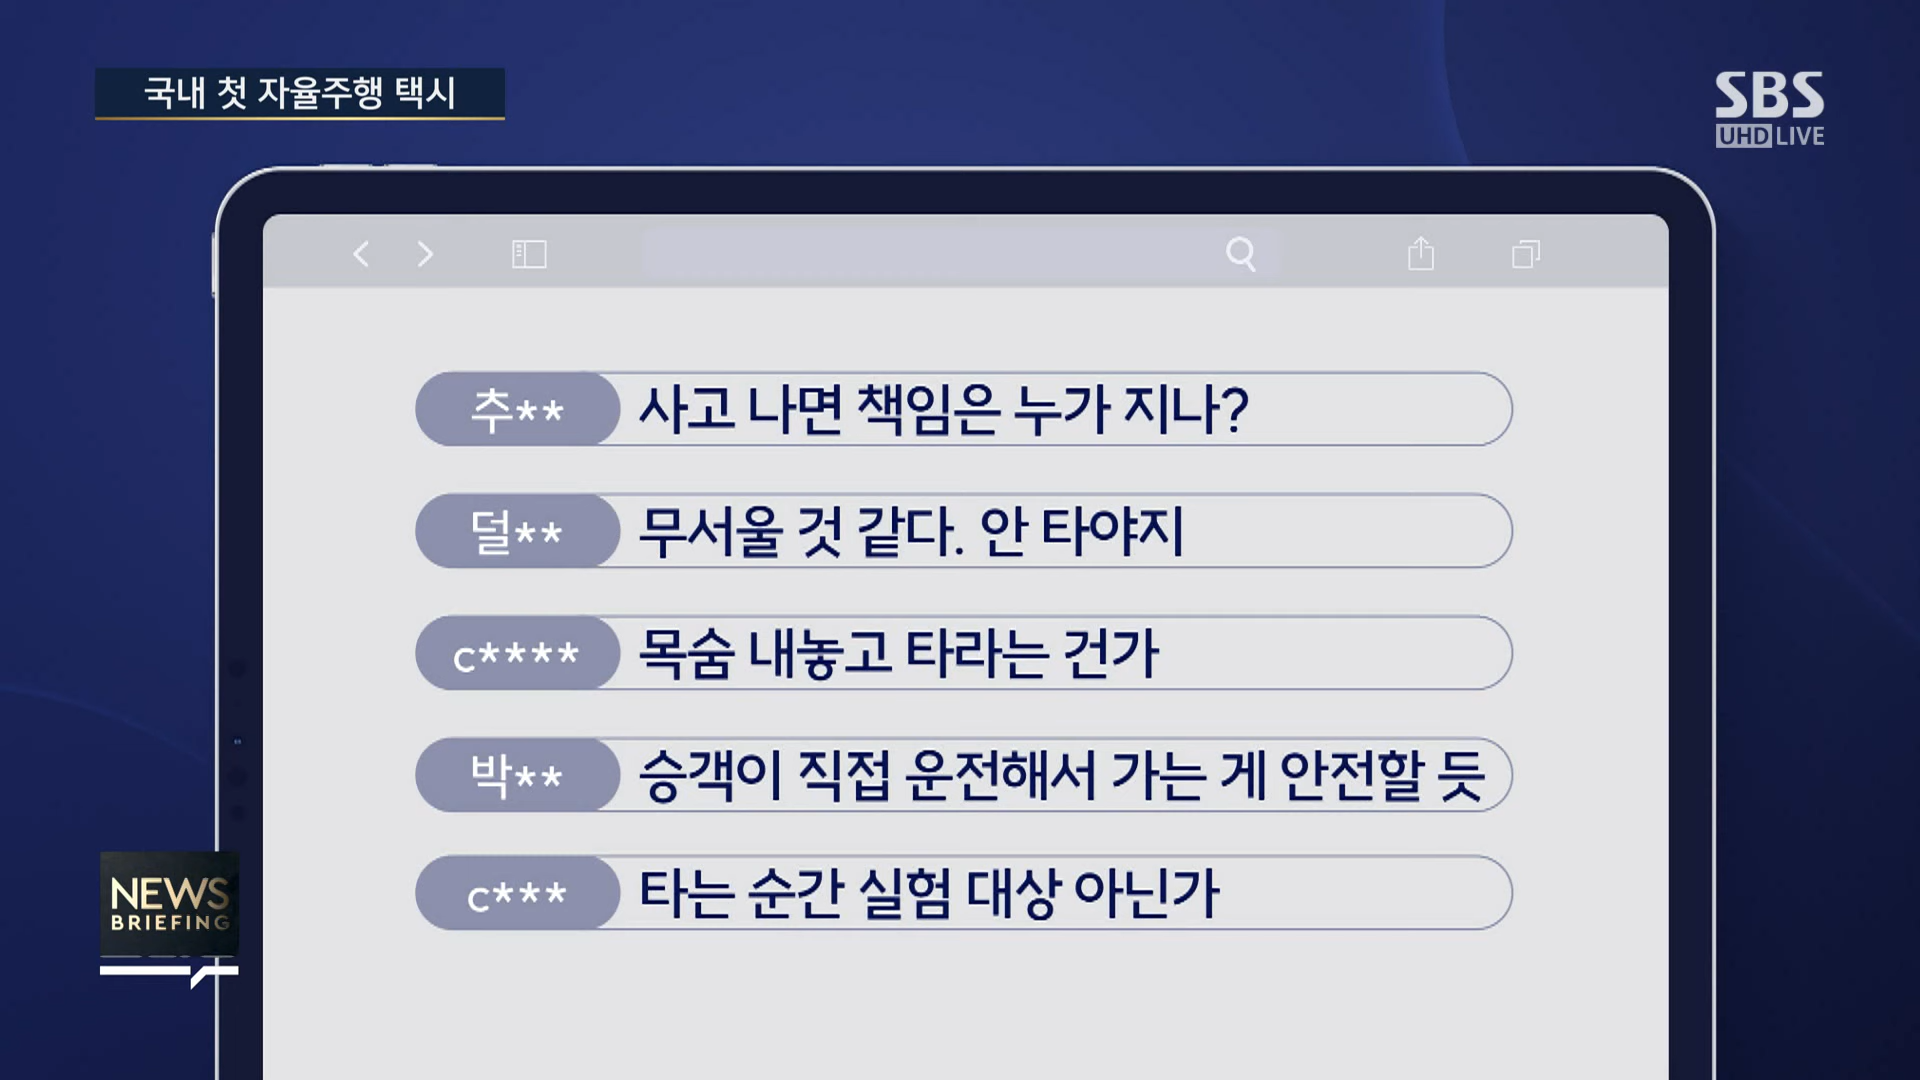 국내 첫 자율주행 택시
SBS
UHD LIVE
추** 사고 나면 책임은 누가 지나?
덜** 무서울 것 같다. 안 타야지
c**** 목숨 내놓고 타라는 건가
박** 승객이 직접 운전해서 가는 게 안전할 듯
c*** 타는 순간 실험 대상 아닌가
NEWS
BRIEFING